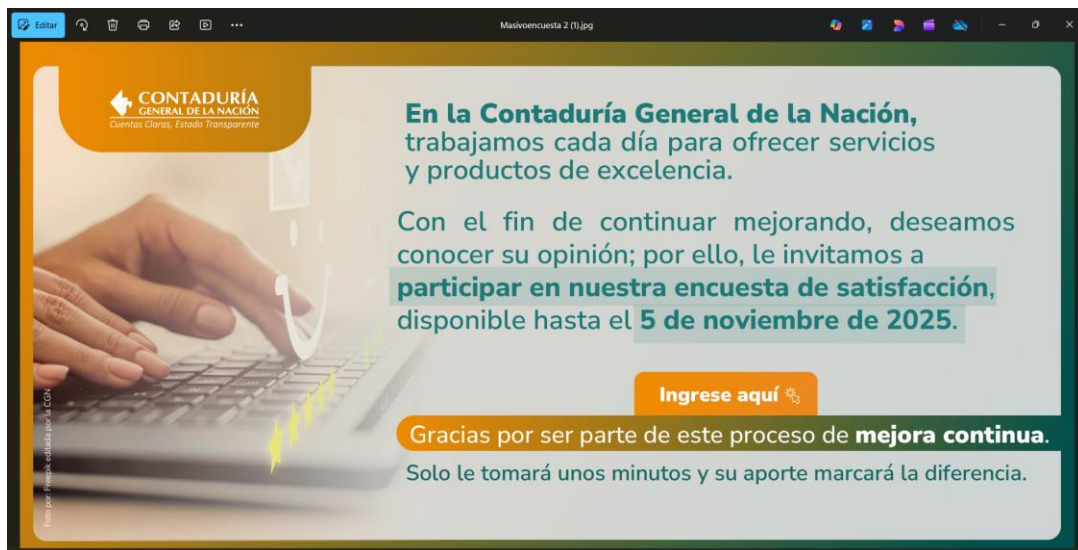 Editar
Masivoencuesta 2 (1).jpg
CONTADURÍA
GENERAL DE LA NACIÓN
Cuentas Claras, Estado Transparente
En la Contaduría General de la Nación,
trabajamos cada día para ofrecer servicios
y productos de excelencia.
Con el fin de continuar mejorando, deseamos
conocer su opinión; por ello, le invitamos a
participar en nuestra encuesta de satisfacción,
disponible hasta el 5 de noviembre de 2025.
Ingrese aquí
Gracias por ser parte de este proceso de mejora continua.
Solo le tomará unos minutos y su aporte marcará la diferencia.
Foto por: Freepik editada por la CGN